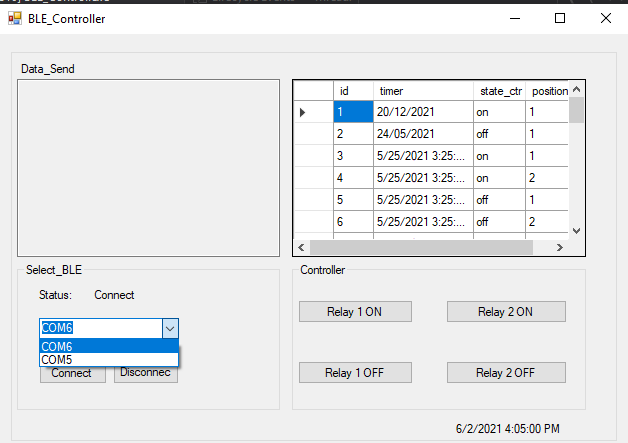 BLE_Controller
Data_Send
id timer state_ctr position
1 20/12/2021 on 1
2 24/05/2021 off 1
3 5/25/2021 3:25:... on 1
4 5/25/2021 3:25:... on 2
5 5/25/2021 3:25:... off 1
6 5/25/2021 3:25:... off 2
Select_BLE
Status: Connect
COM6
COM6
COM5
Connect Disconnec
Controller
Relay 1 ON Relay 2 ON
Relay 1 OFF Relay 2 OFF
6/2/2021 4:05:00 PM